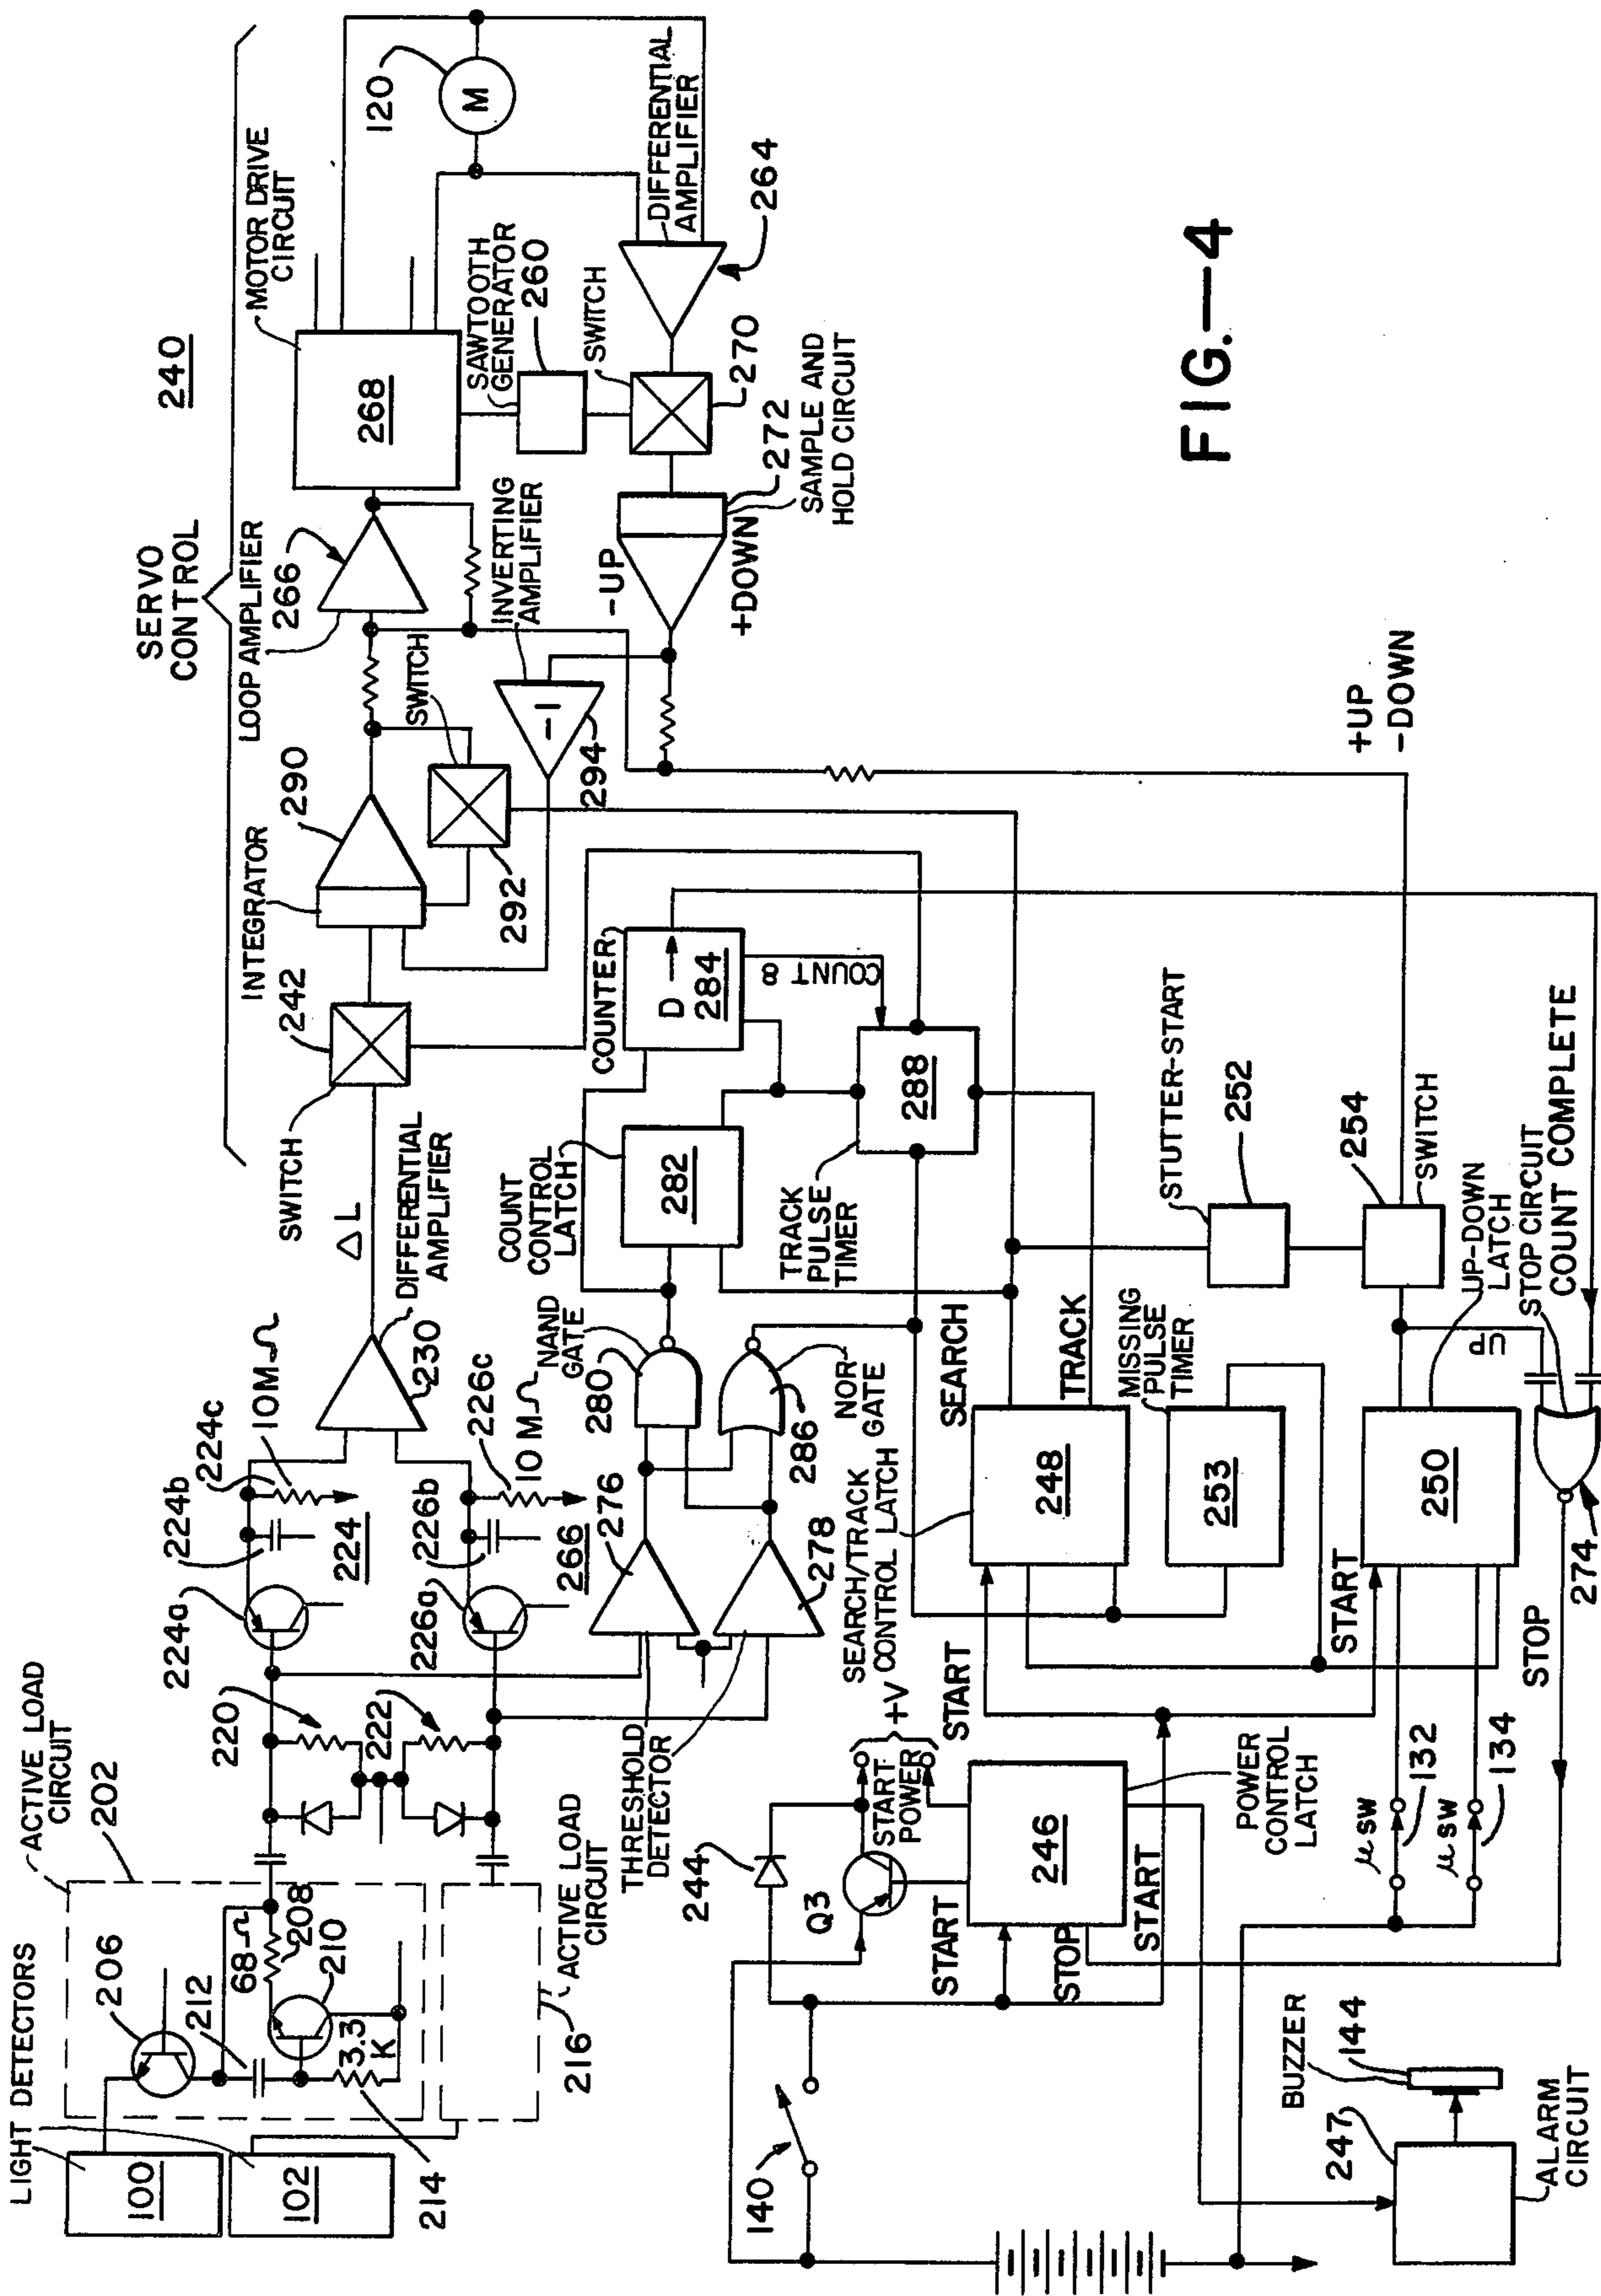 240
SERVO
CONTROL
MOTOR DRIVE
CIRCUIT
268
120
M
SAWTOOTH
GENERATOR
260
SWITCH
270
DIFFERENTIAL
AMPLIFIER
264
272
SAMPLE AND
HOLD CIRCUIT
-UP
+DOWN
LOOP AMPLIFIER
266
INVERTING
AMPLIFIER
-1
294
SWITCH
292
INTEGRATOR
290
242
SWITCH
ΔL
DIFFERENTIAL
AMPLIFIER
230
10MΩ
224c
224b
224
224a
10MΩ
226c
226b
266
226a
220
222
ACTIVE LOAD
CIRCUIT
202
LIGHT DETECTORS
206
212
68Ω
208
210
3.3
K
214
100
102
216
ACTIVE LOAD
CIRCUIT
THRESHOLD
DETECTOR
276
278
280
NAND
GATE
286
NOR
GATE
COUNT
CONTROL
LATCH
282
COUNTER
D
284
COUNT 8
288
TRACK
PULSE
TIMER
SEARCH
TRACK
SEARCH/TRACK
CONTROL LATCH
248
MISSING
PULSE
TIMER
253
STUTTER-START
252
254
SWITCH
+UP
-DOWN
UP-DOWN
LATCH
250
STOP CIRCUIT
COUNT COMPLETE
UP
274
STOP
START
START
+V
START
POWER
244
Q3
START
STOP
START
246
POWER
CONTROL
LATCH
μSW
132
μSW
134
140
BUZZER
144
247
ALARM
CIRCUIT
FIG.—4